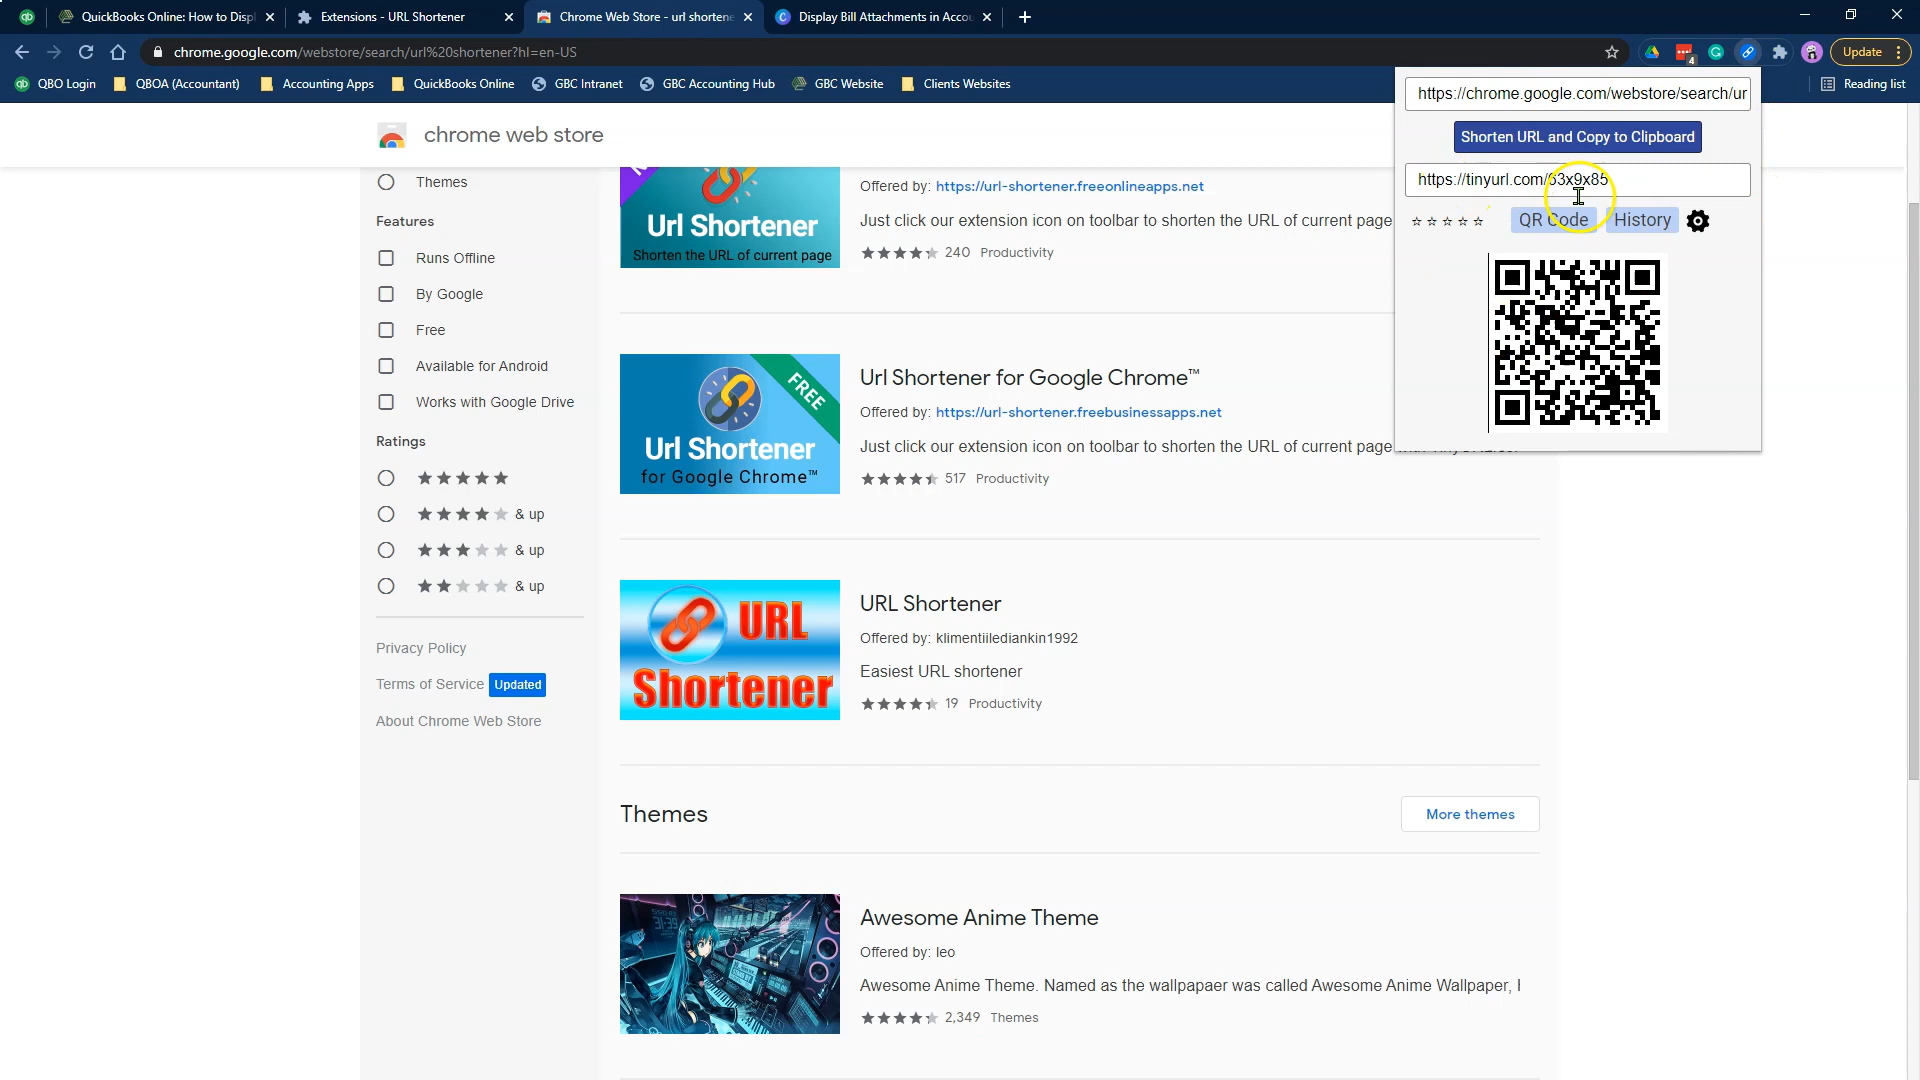 QuickBooks Online: How to Displ
Extensions - URL Shortener
Chrome Web Store - url shortene
Display Bill Attachments in Accou
chrome.google.com/webstore/search/url%20shortener?hl=en-US
4
Update
QBO Login
QBOA (Accountant)
Accounting Apps
QuickBooks Online
GBC Intranet
GBC Accounting Hub
GBC Website
Clients Websites
Reading list
chrome web store
https://chrome.google.com/webstore/search/ur
Shorten URL and Copy to Clipboard
https://tinyurl.com/63x9x85
☆ ☆ ☆ ☆ ☆ QR Code History
Themes
Features
Runs Offline
By Google
Free
Available for Android
Works with Google Drive
Ratings
& up
& up
& up
Privacy Policy
Terms of Service Updated
About Chrome Web Store
Url Shortener
Shorten the URL of current page
Offered by: https://url-shortener.freeonlineapps.net
Just click our extension icon on toolbar to shorten the URL of current page
240 Productivity
FREE
Url Shortener
for Google Chrome™
Url Shortener for Google Chrome™
Offered by: https://url-shortener.freebusinessapps.net
Just click our extension icon on toolbar to shorten the URL of current page
517 Productivity
URL
Shortener
URL Shortener
Offered by: klimentiilediankin1992
Easiest URL shortener
19 Productivity
Themes
More themes
Awesome Anime Theme
Offered by: leo
Awesome Anime Theme. Named as the wallpapaer was called Awesome Anime Wallpaper, I
2,349 Themes